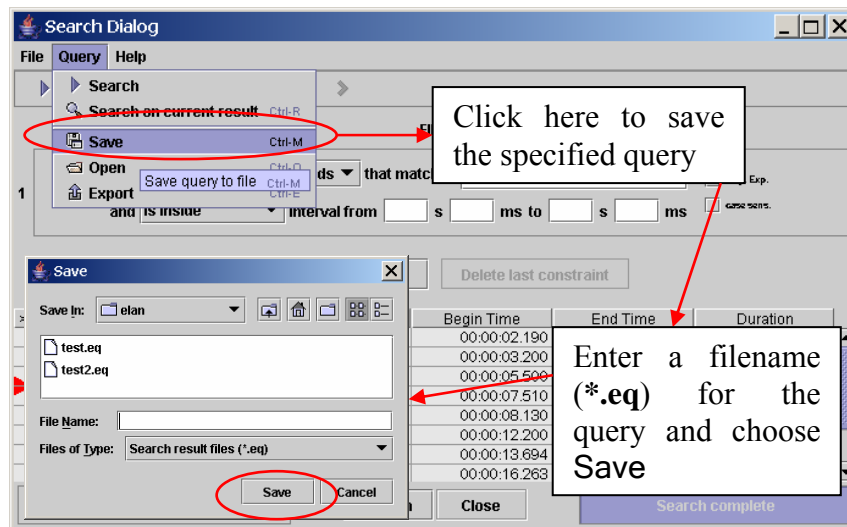 Search Dialog
File Query Help
Search
Search on current result Ctrl-R
Save Ctrl-M
Open Ctrl-O
Save query to file Ctrl-M
Export Ctrl-E
Click here to save
the specified query
1
ds that matc
Exp.
and is inside interval from s ms to s ms
case sens.
Delete last constraint
Save
Save In: elan
test.eq
test2.eq
File Name:
Files of Type: Search result files (*.eq)
Save Cancel
Begin Time End Time Duration
00:00:02.190
00:00:03.200
00:00:05.500
00:00:07.510
00:00:08.130
00:00:12.200
00:00:13.694
00:00:16.263
Enter a filename
(*.eq) for the
query and choose
Save
Close
Search complete